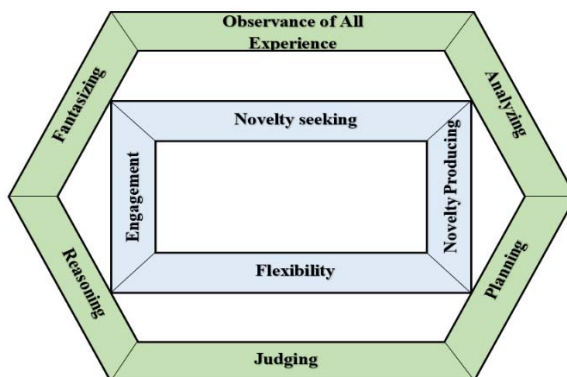 Observance of All
Experience
Fantasizing
Analyzing
Novelty seeking
Engagement
Novelty Producing
Flexibility
Reasoning
Planning
Judging